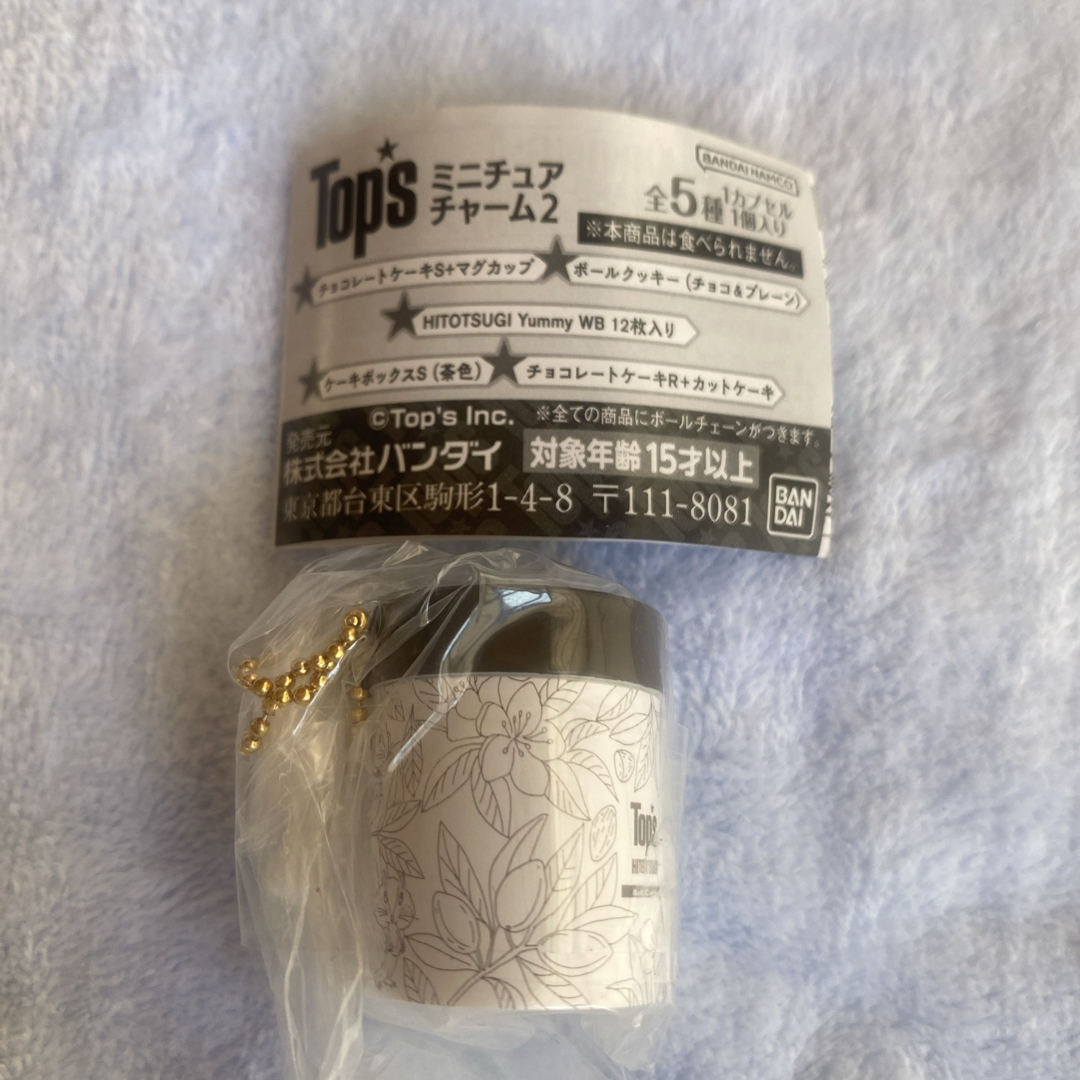 Top's ミニチュア
チャーム2
BANDAI NAMCO
全5種 1カプセル
1個入り
※本商品は食べられません。
チョコレートケーキS+マグカップ
ボールクッキー (チョコ&プレーン)
HITOTSUGI Yummy WB 12枚入り
ケーキボックスS (茶色)
チョコレートケーキR+カットケーキ
©Top's Inc. ※全ての商品にボールチェーンがつきます。
発売元
株式会社バンダイ 対象年齢15才以上
東京都台東区駒形1-4-8 〒111-8081
BAN
DAI
Top's